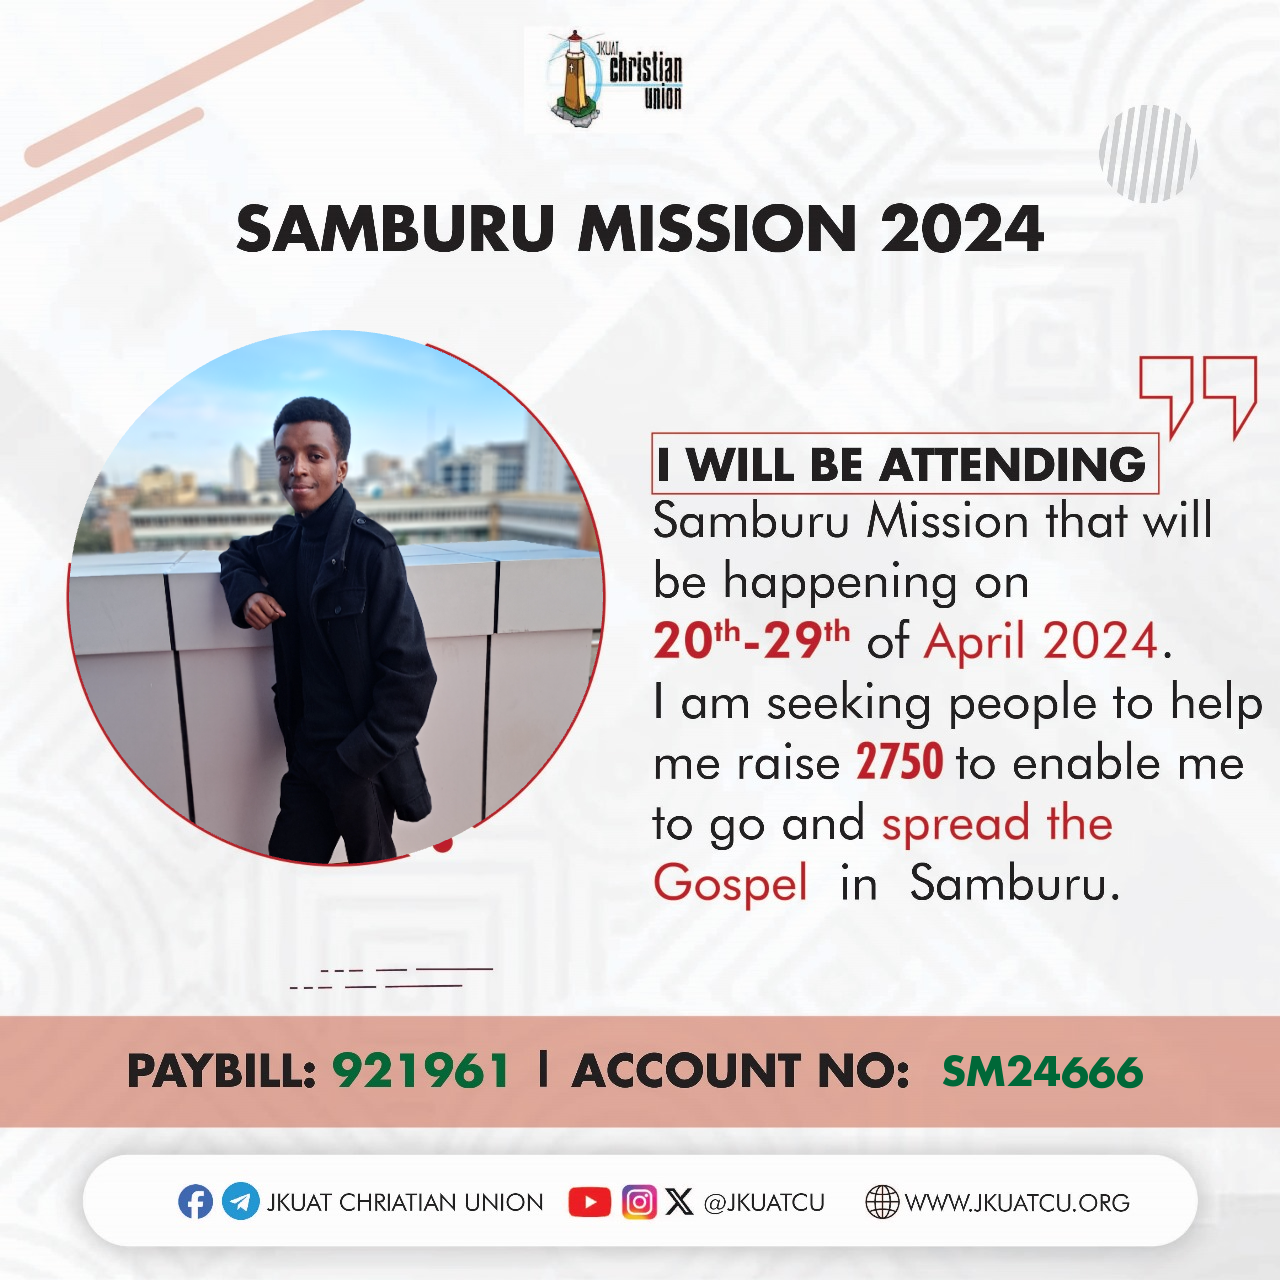 JKUAT
christian
union
SAMBURU MISSION 2024
I WILL BE ATTENDING
Samburu Mission that will
be happening on
20th-29th of April 2024.
I am seeking people to help
me raise 2750 to enable me
to go and spread the
Gospel in Samburu.
PAYBILL: 921961 | ACCOUNT NO: SM24666
JKUAT CHRIATIAN UNION @JKUATCU WWW.JKUATCU.ORG